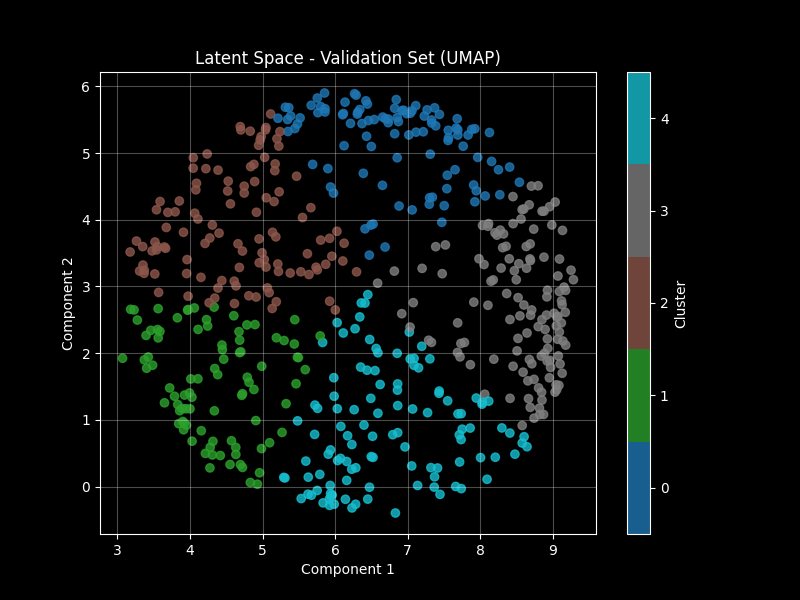 Latent Space - Validation Set (UMAP)
6
5
4
3
2
1
0
Component 2
3 4 5 6 7 8 9
Component 1
4
3
2
1
0
Cluster